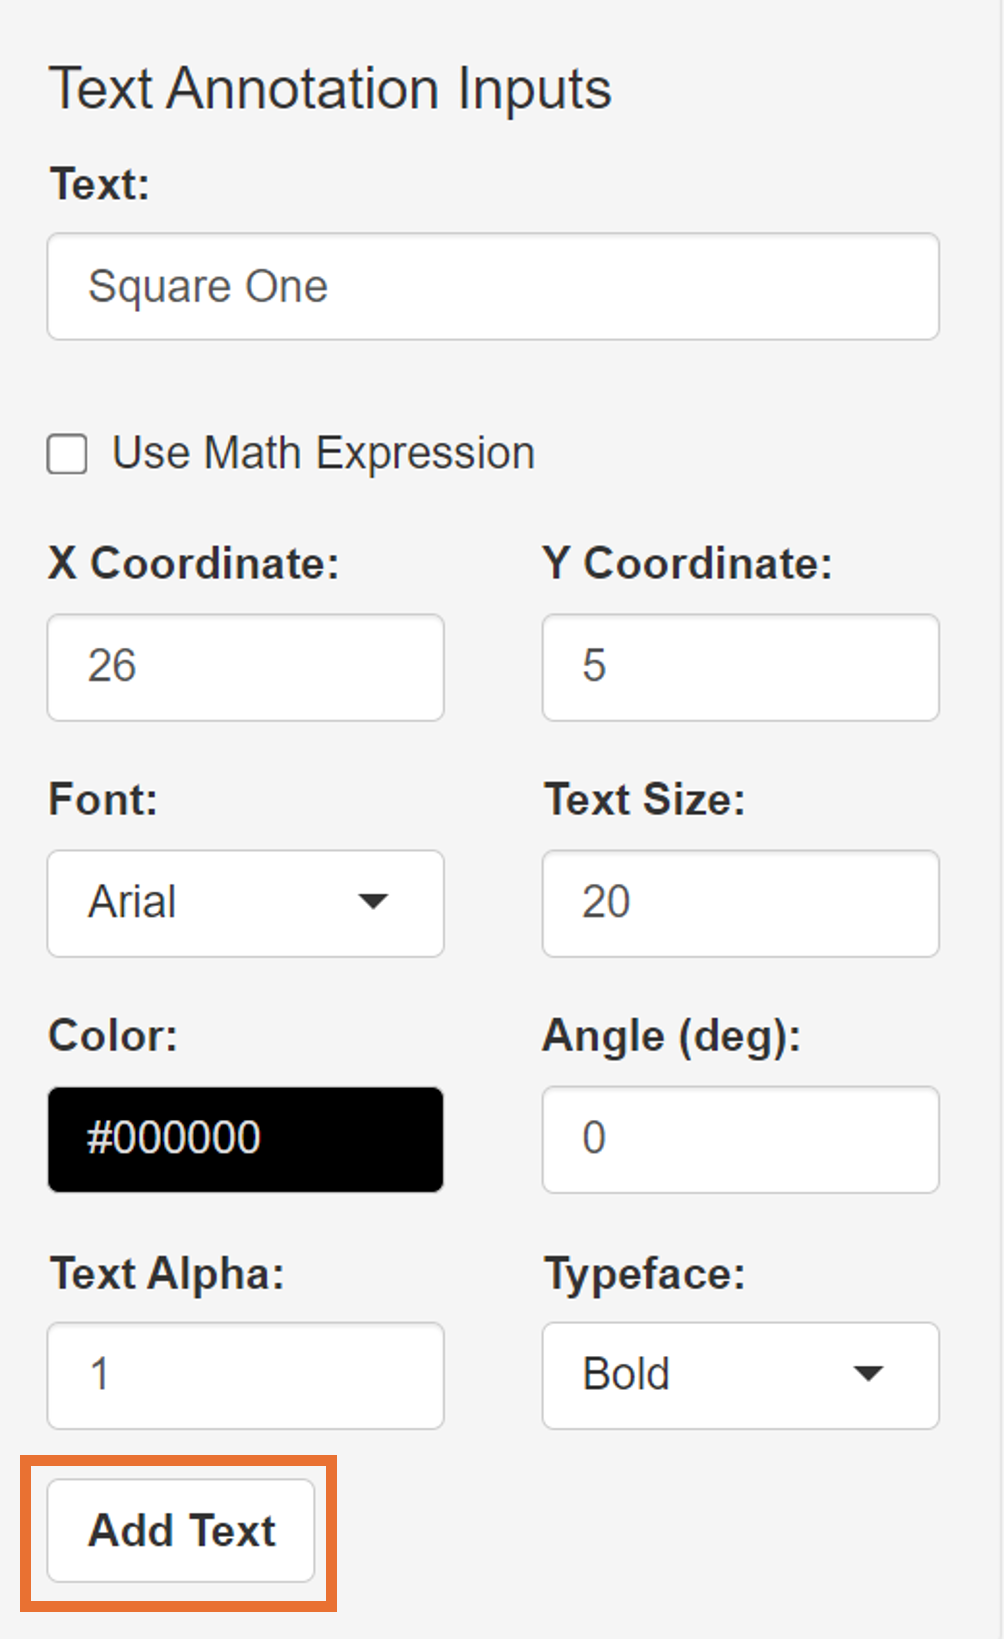 Text Annotation Inputs
Text:
Square One
Use Math Expression
X Coordinate: Y Coordinate:
26 5
Font: Text Size:
Arial 20
Color: Angle (deg):
#000000 0
Text Alpha: Typeface:
1 Bold
Add Text